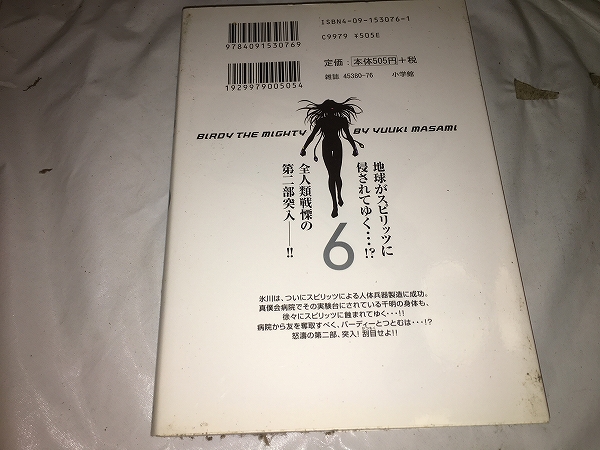 ISBN4-09-153076-1
C9979 ¥505E
9784091530769
定価：本体505円+税
雑誌 45380-76　小学館
1929979005054
BIRDY THE MIGHTY　BY YUUKI MASAMI
地球がスピリッツに
侵されてゆく・・・!?
全人類戦慄の
第二部突入──!!
6
氷川は、ついにスピリッツによる人体兵器製造に成功。
真僕会病院でその実験台にされている千明の身体も、
徐々にスピリッツに蝕まれてゆく・・・!!
病院から友を奪取すべく、バーディーとつとむは・・・!?
怒濤の第二部、突入! 刮目せよ!!